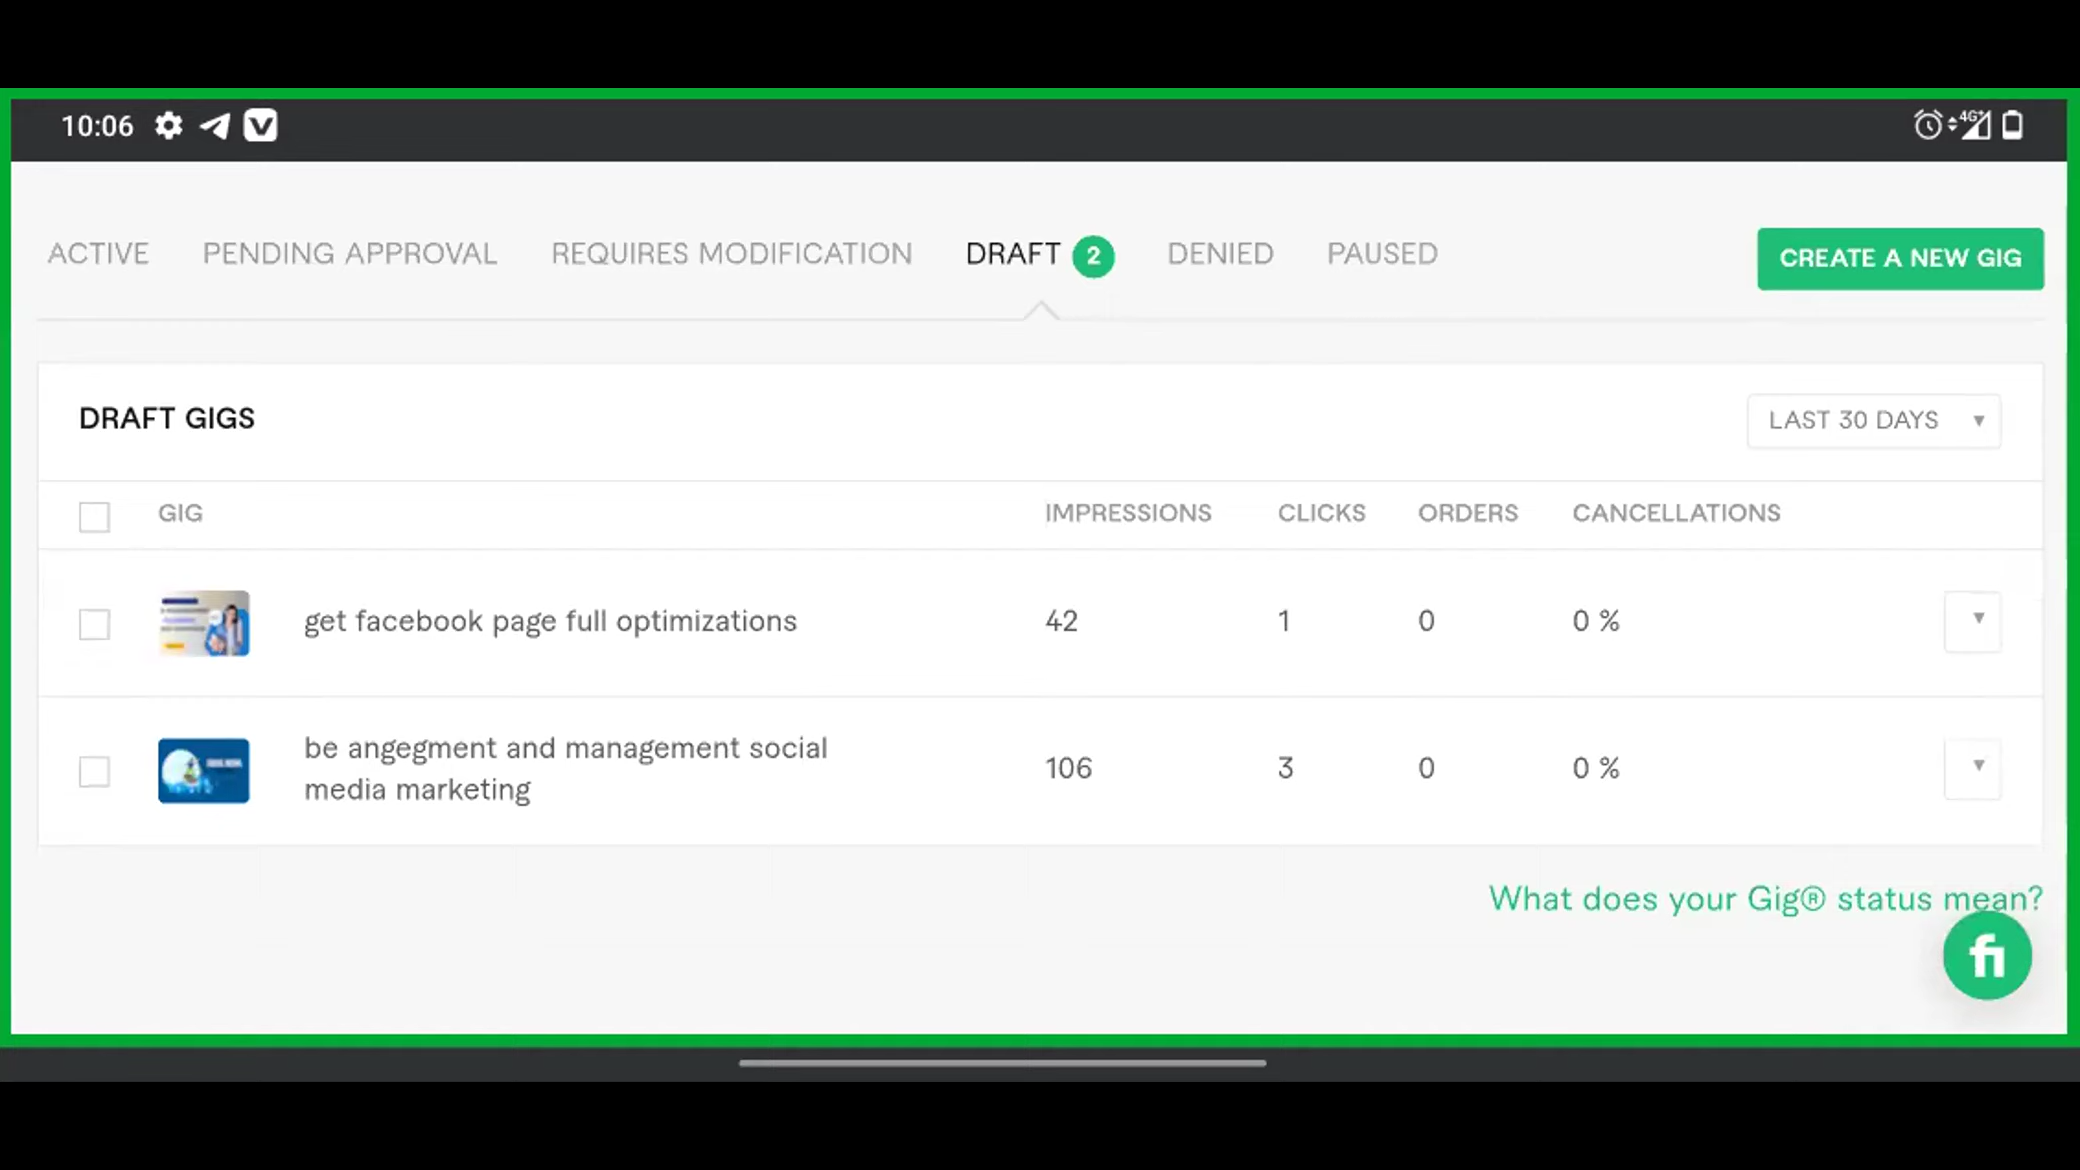 10:06
4G+
ACTIVE PENDING APPROVAL REQUIRES MODIFICATION DRAFT 2 DENIED PAUSED CREATE A NEW GIG
DRAFT GIGS LAST 30 DAYS
GIG IMPRESSIONS CLICKS ORDERS CANCELLATIONS
get facebook page full optimizations 42 1 0 0 %
be angegment and management social
media marketing 106 3 0 0 %
What does your Gig® status mean?
fi